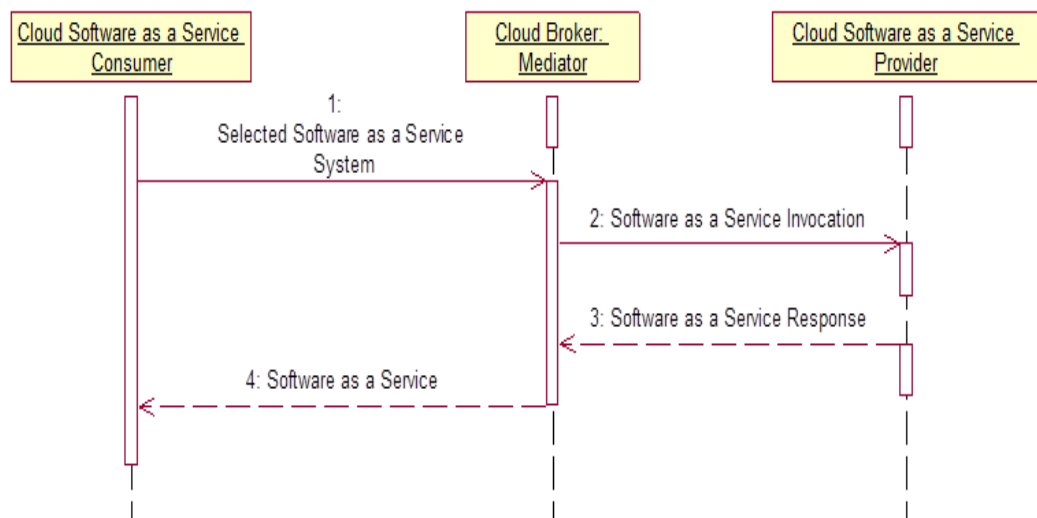 Cloud Software as a Service
Consumer
Cloud Broker:
Mediator
Cloud Software as a Service
Provider
1:
Selected Software as a Service
System
2: Software as a Service Invocation
3: Software as a Service Response
4: Software as a Service